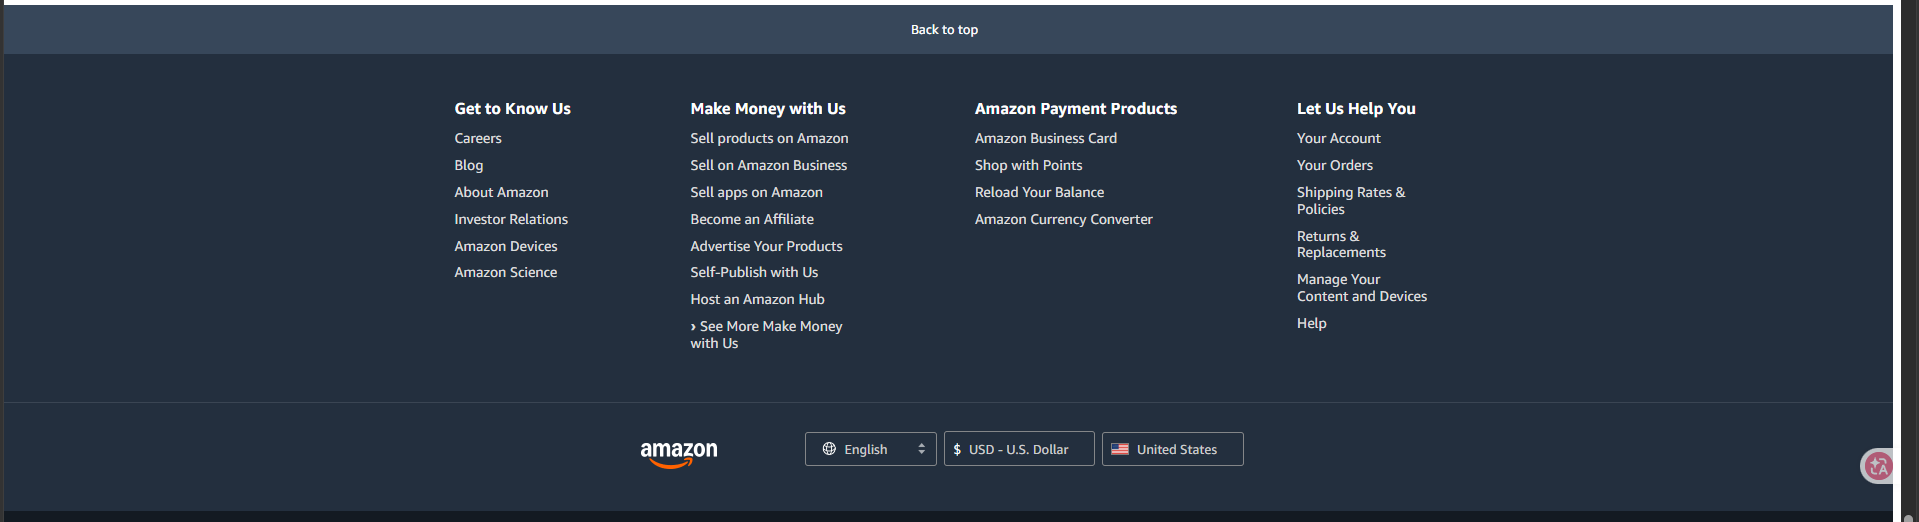 Back to top
Get to Know Us
Careers
Blog
About Amazon
Investor Relations
Amazon Devices
Amazon Science
Make Money with Us
Sell products on Amazon
Sell on Amazon Business
Sell apps on Amazon
Become an Affiliate
Advertise Your Products
Self-Publish with Us
Host an Amazon Hub
› See More Make Money
with Us
Amazon Payment Products
Amazon Business Card
Shop with Points
Reload Your Balance
Amazon Currency Converter
Let Us Help You
Your Account
Your Orders
Shipping Rates &
Policies
Returns &
Replacements
Manage Your
Content and Devices
Help
amazon
English
$ USD - U.S. Dollar
United States
A